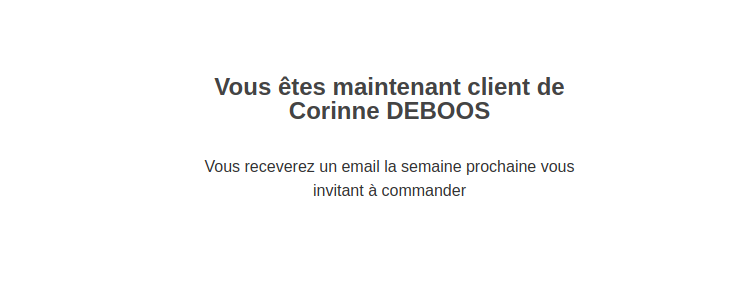 Vous êtes maintenant client de
Corinne DEBOOS
Vous receverez un email la semaine prochaine vous
invitant à commander